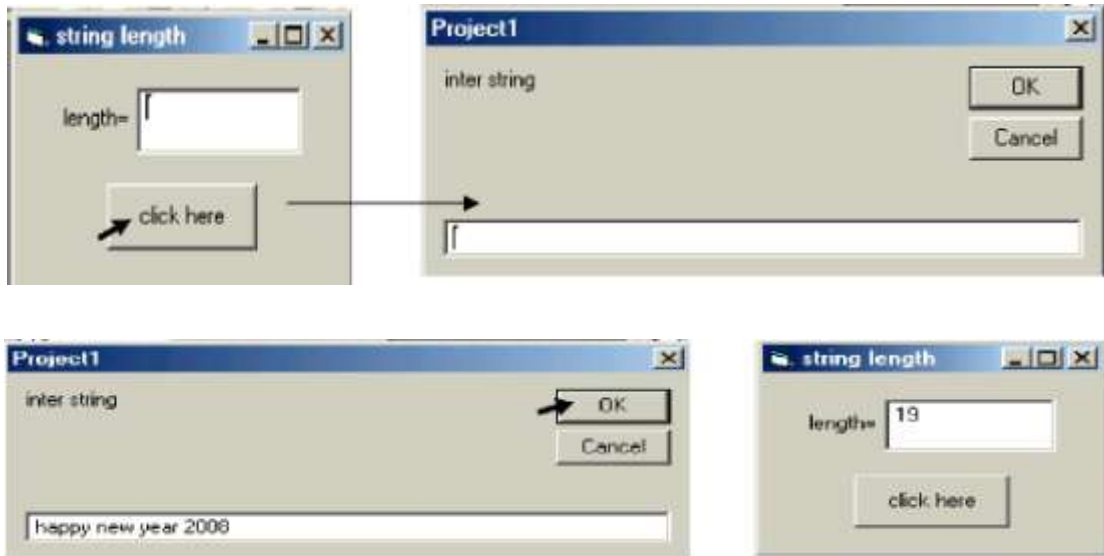 string length
length=
click here
Project1
inter string
OK
Cancel
Project1
inter string
OK
Cancel
happy new year 2008
string length
length= 19
click here